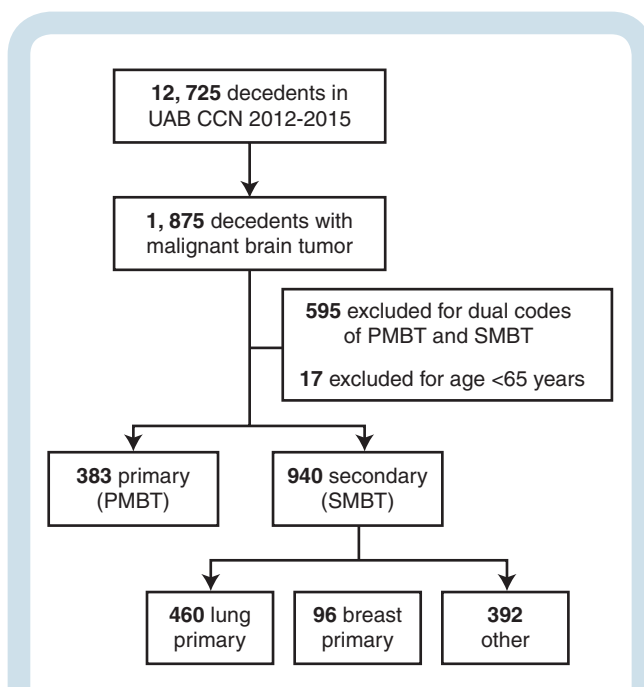 12, 725 decedents in
UAB CCN 2012-2015
1, 875 decedents with
malignant brain tumor
595 excluded for dual codes
of PMBT and SMBT
17 excluded for age <65 years
383 primary
(PMBT)
940 secondary
(SMBT)
460 lung
primary
96 breast
primary
392
other